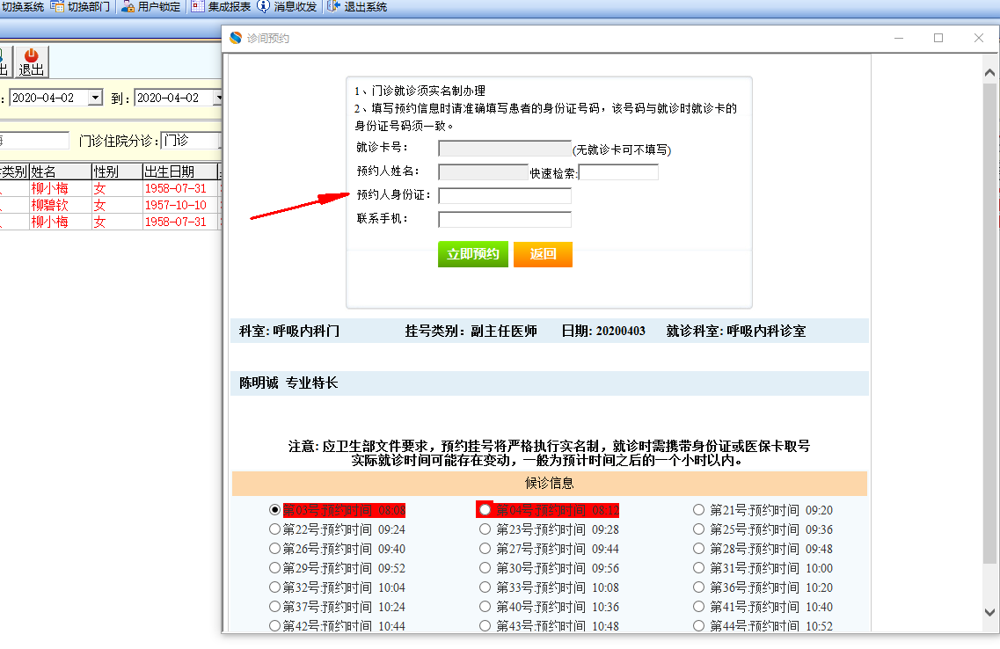 切换系统 切换部门 用户锁定 集成报表 消息收发 退出系统
诊间预约
出 退出
: 2020-04-02 到: 2020-04-02
门诊住院分诊: 门诊
类别 姓名 性别 出生日期
柳小梅 女 1958-07-31
柳碧钦 女 1957-10-10
柳小梅 女 1958-07-31
1、门诊就诊须实名制办理
2、填写预约信息时请准确填写患者的身份证号码，该号码与就诊时就诊卡的
身份证号码须一致。
就诊卡号: (无就诊卡可不填写)
预约人姓名: 快速检索:
预约人身份证:
联系手机:
立即预约 返回
科室: 呼吸内科门 挂号类别: 副主任医师 日期: 20200403 就诊科室: 呼吸内科诊室
陈明诚 专业特长
注意: 应卫生部文件要求，预约挂号将严格执行实名制，就诊时需携带身份证或医保卡取号
实际就诊时间可能存在变动，一般为预计时间之后的一个小时以内。
候诊信息
第03号:预约时间 08:08 第04号:预约时间 08:12 第21号:预约时间 09:20
第22号:预约时间 09:24 第23号:预约时间 09:28 第25号:预约时间 09:36
第26号:预约时间 09:40 第27号:预约时间 09:44 第28号:预约时间 09:48
第29号:预约时间 09:52 第30号:预约时间 09:56 第31号:预约时间 10:00
第32号:预约时间 10:04 第33号:预约时间 10:08 第36号:预约时间 10:20
第37号:预约时间 10:24 第40号:预约时间 10:36 第41号:预约时间 10:40
第42号:预约时间 10:44 第43号:预约时间 10:48 第44号:预约时间 10:52